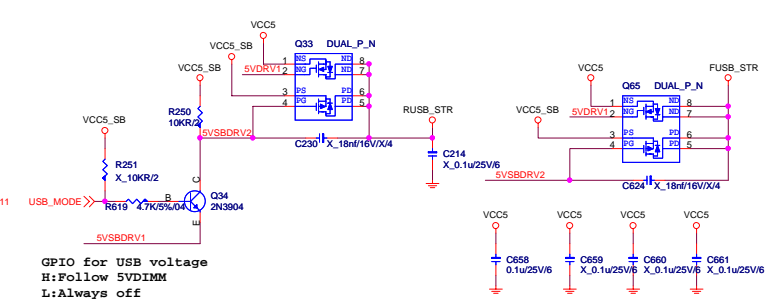 VCC5
Q33 DUAL_P_N
VCC5_SB
1 NS ND 8
5VDRV1 2 NG ND 7
3 PS PD 6
4 PG PD 5
VCC5_SB
R250
10KR/2
5VSBDRV2
C230 X_18nf/16V/X/4
RUSB_STR
C214
X_0.1u/25V/6
VCC5_SB
R251
X_10KR/2
C
Q34
2N3904
B
E
11 USB_MODE
R619 4.7K/5%/04
5VSBDRV1
GPIO for USB voltage
H:Follow 5VDIMM
L:Always off
VCC5
Q65 DUAL_P_N
FUSB_STR
1 NS ND 8
5VDRV1 2 NG ND 7
VCC5_SB
3 PS PD 6
4 PG PD 5
5VSBDRV2
C624 X_18nf/16V/X/4
VCC5 VCC5 VCC5 VCC5
C658 C659 C660 C661
0.1u/25V/6 X_0.1u/25V/6 X_0.1u/25V/6 X_0.1u/25V/6